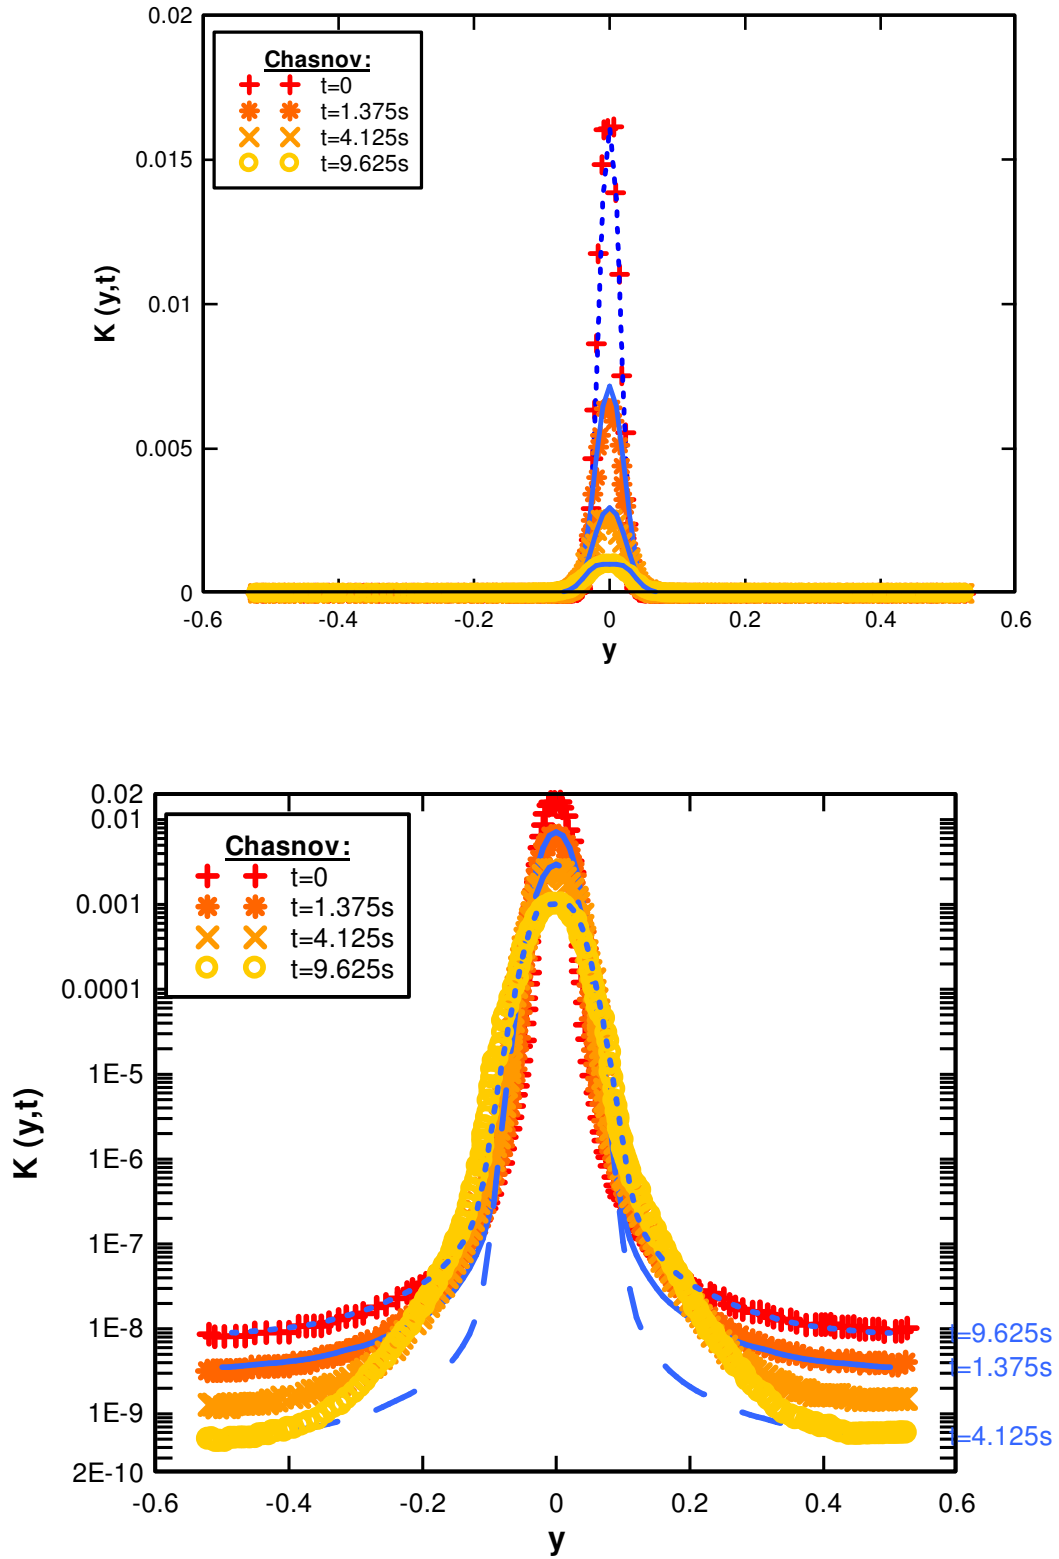 0.02
Chasnov:
t=0
t=1.375s
t=4.125s
t=9.625s
0.015
K (y,t)
0.01
0.005
0
-0.6 -0.4 -0.2 0 0.2 0.4 0.6
y
0.02
0.01
Chasnov:
t=0
t=1.375s
t=4.125s
t=9.625s
0.001
0.0001
1E-5
K (y,t)
1E-6
1E-7
1E-8
t=9.625s
t=1.375s
1E-9
t=4.125s
2E-10
-0.6 -0.4 -0.2 0 0.2 0.4 0.6
y